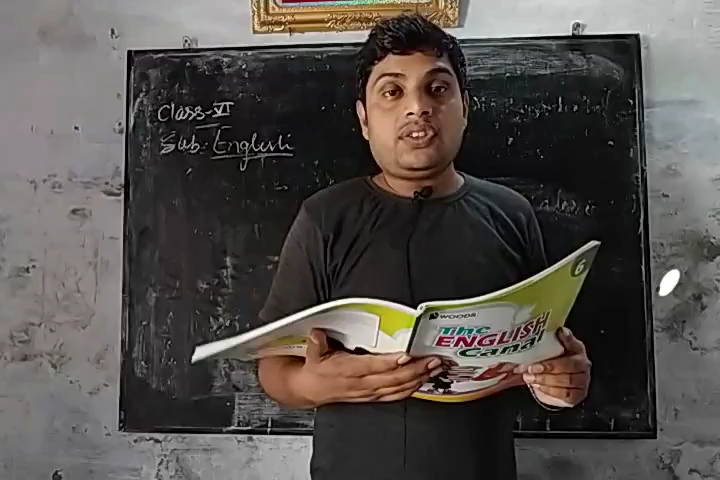 Class-VI
Sub:-English
WOODS
The
ENGLISH
Canal
6